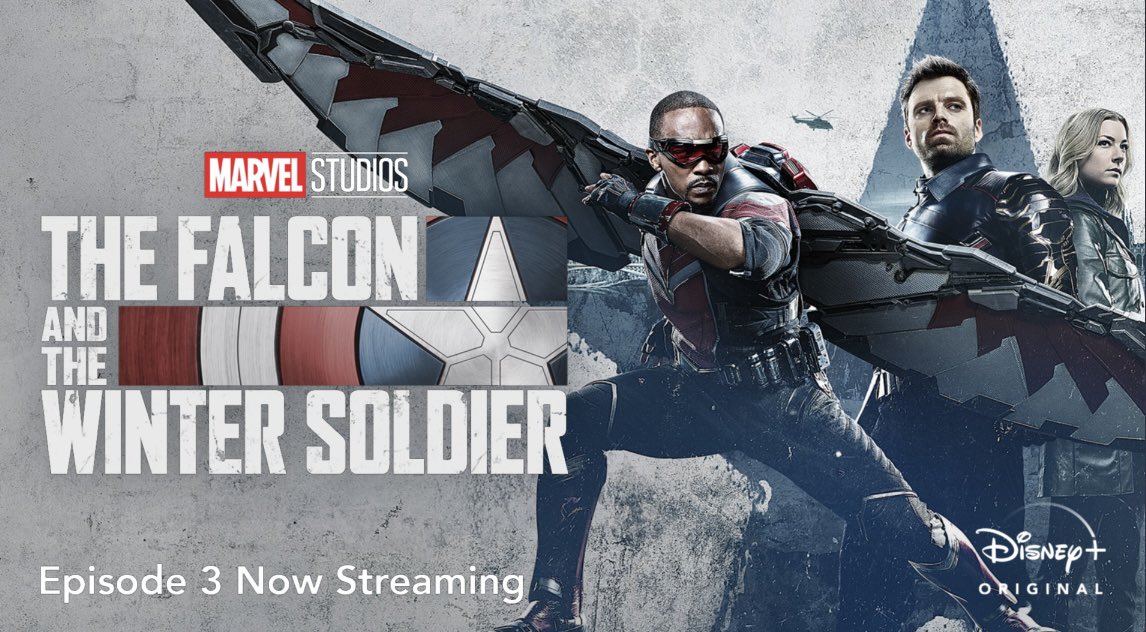 MARVEL STUDIOS
THE FALCON
AND
THE
WINTER SOLDIER
Episode 3 Now Streaming
Disney+
ORIGINAL